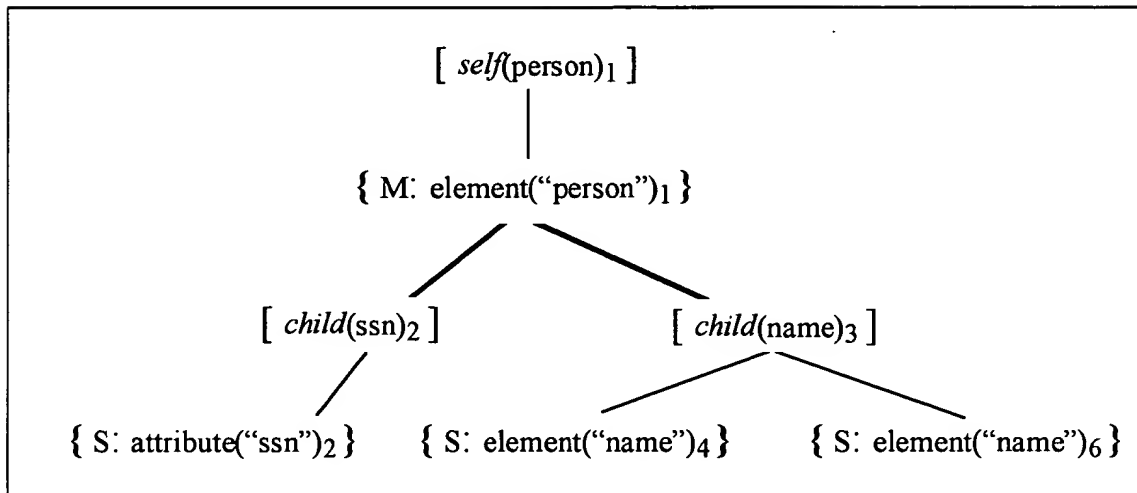 [ self(person)1 ]
{ M: element(“person”)1}
[ child(ssn)2 ]
[ child(name)3 ]
{ S: attribute(“ssn”)2}
{ S: element(“name”)4}
{ S: element(“name”)6}